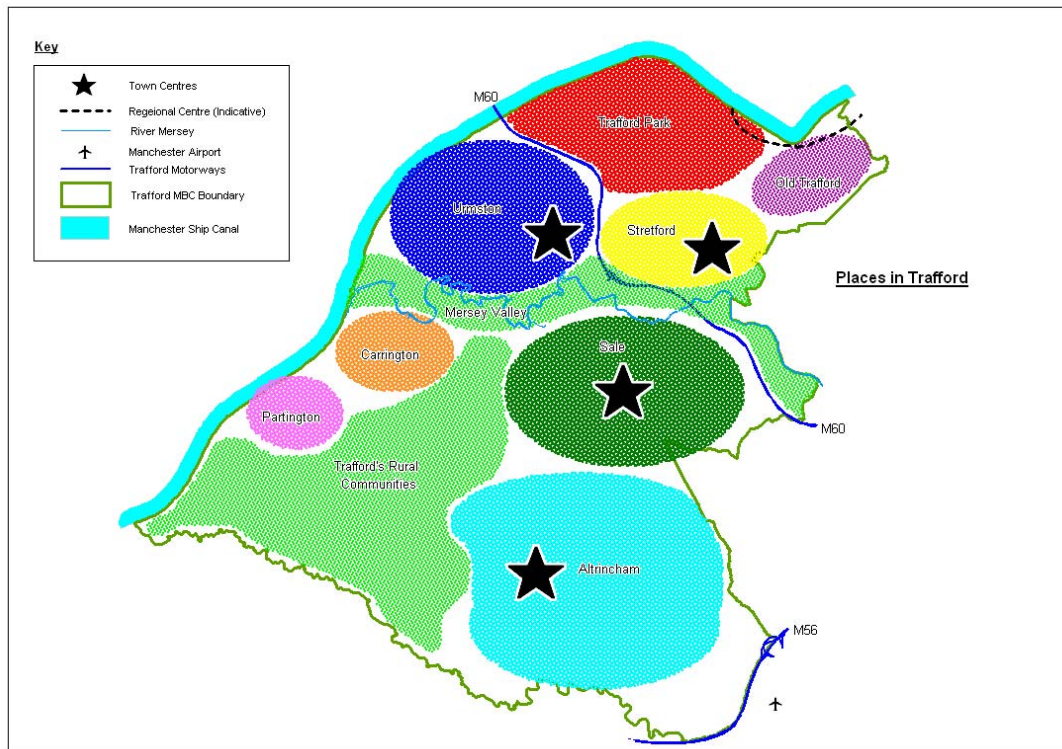 Key
Town Centres
Regeional Centre (Indicative)
River Mersey
Manchester Airport
Trafford Motorways
Trafford MBC Boundary
Manchester Ship Canal
M60
Trafford Park
Old Trafford
Urmston
Stretford
Places in Trafford
Mersey Valley
Sale
Carrington
Partington
M60
Trafford's Rural
Communities
Altrincham
M56